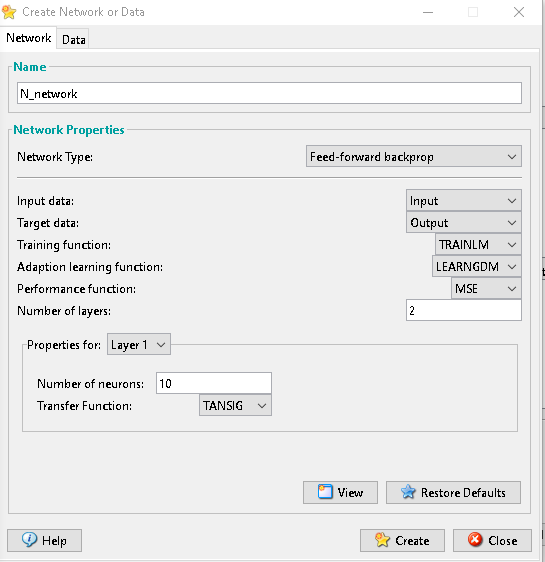 Create Network or Data
Network Data
Name
N_network
Network Properties
Network Type: Feed-forward backprop
Input data: Input
Target data: Output
Training function: TRAINLM
Adaption learning function: LEARNGDM
Performance function: MSE
Number of layers: 2
Properties for: Layer 1
Number of neurons: 10
Transfer Function: TANSIG
View Restore Defaults
Help Create Close